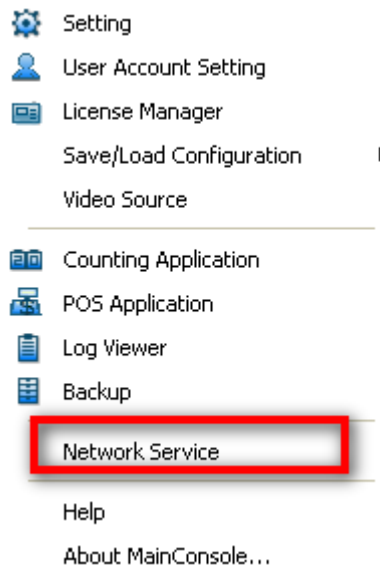 Setting
User Account Setting
License Manager
Save/Load Configuration
Video Source
Counting Application
POS Application
Log Viewer
Backup
Network Service
Help
About MainConsole...